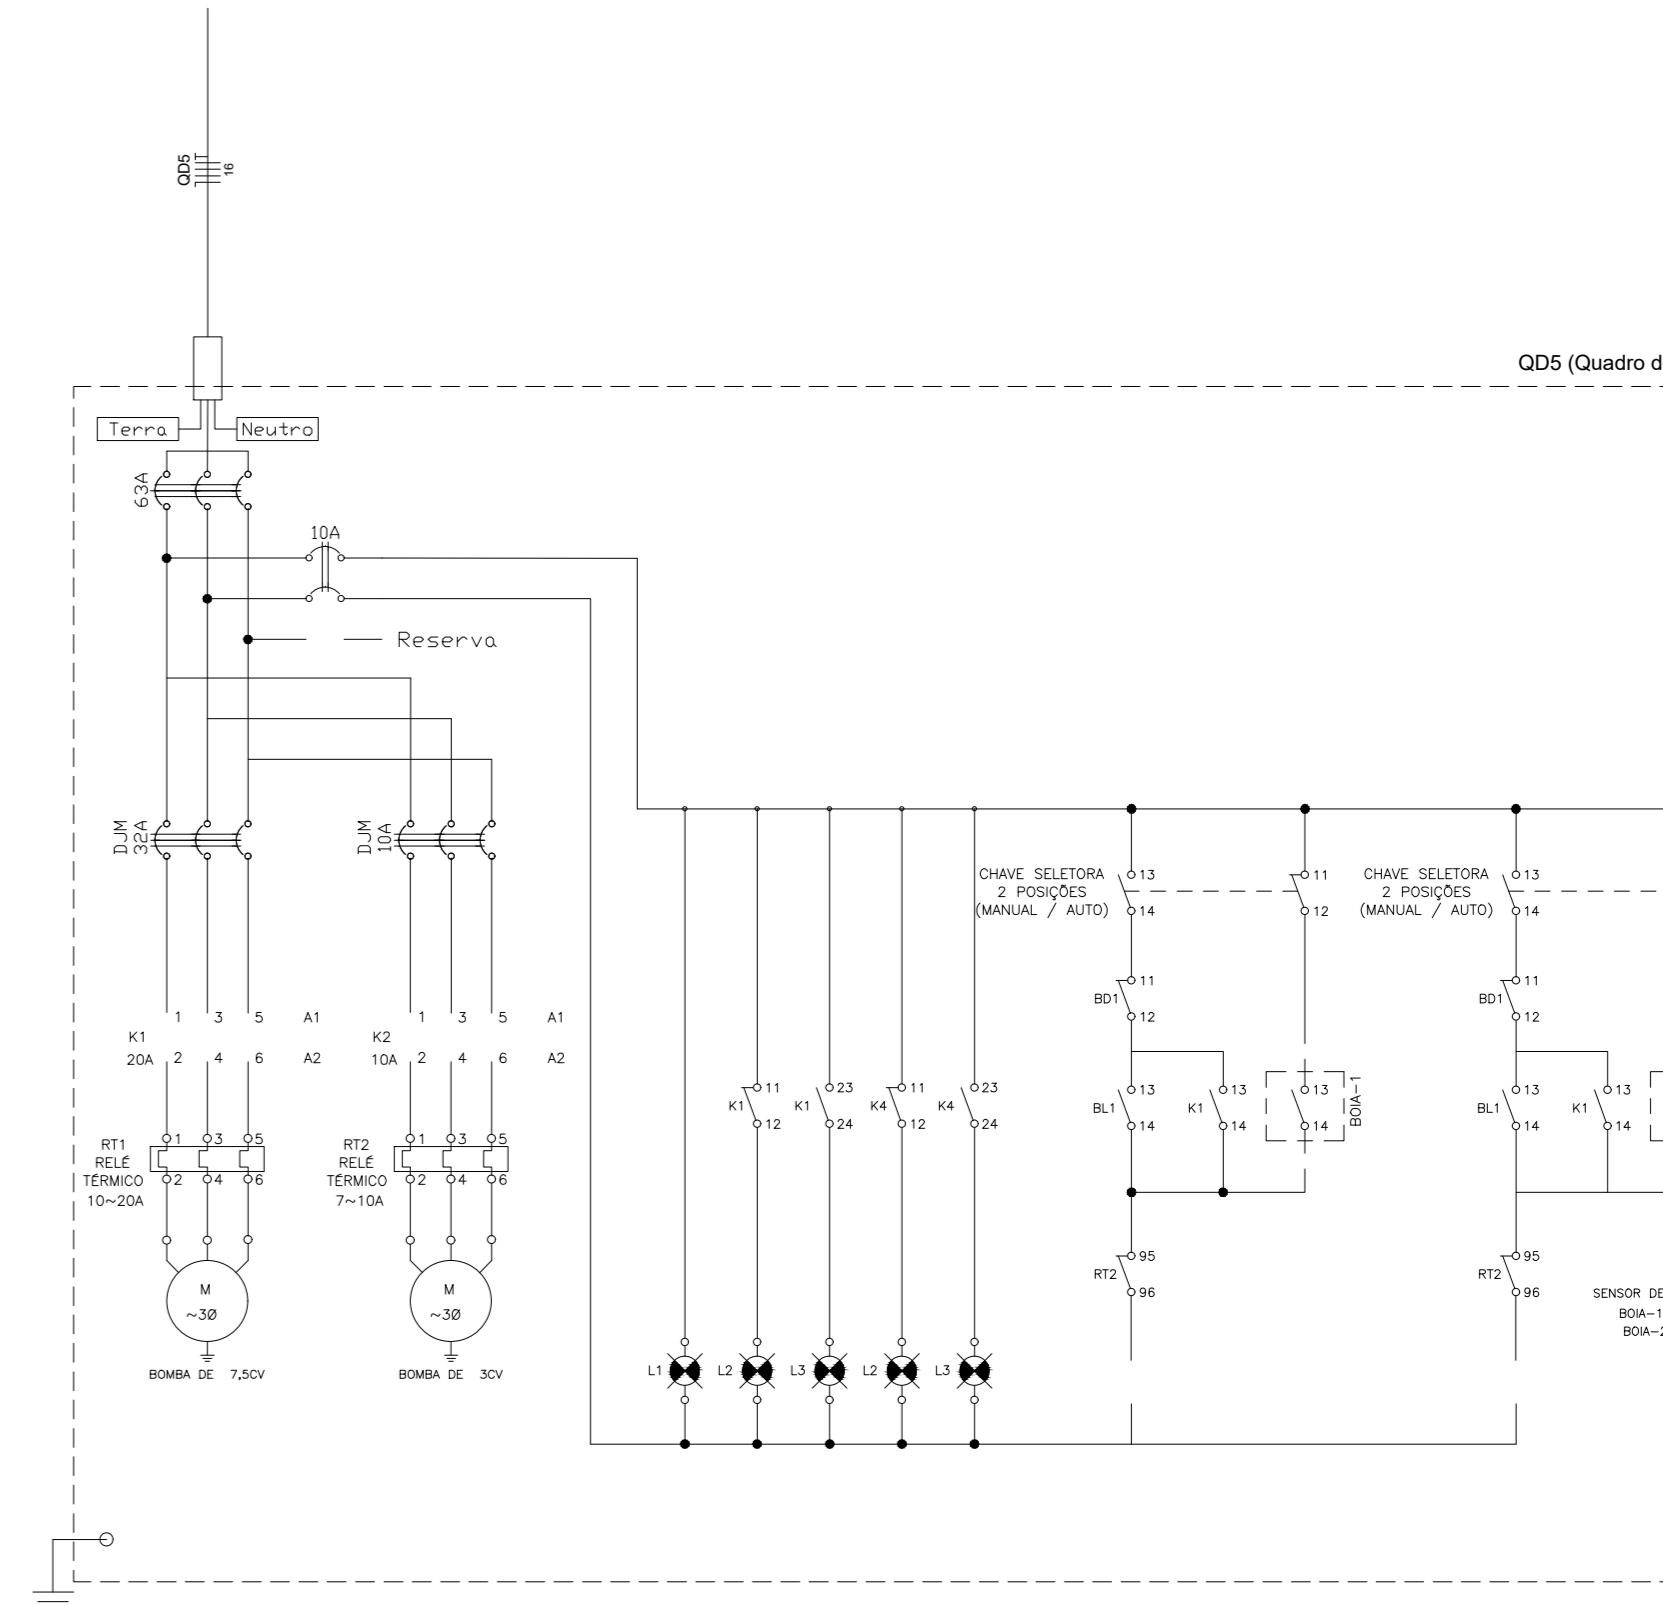 QD5
16
QD5 (Quadro d
Terra
Neutro
63A
10A
Reserva
DJM
32A
DJM
10A
CHAVE SELETORA
2 POSIÇÕES
(MANUAL / AUTO)
13
14
11
12
CHAVE SELETORA
2 POSIÇÕES
(MANUAL / AUTO)
13
14
BD1
11
12
BD1
11
12
1 3 5 A1
K1
20A 2 4 6 A2
1 3 5 A1
K2
10A 2 4 6 A2
K1
11
12
K1
23
24
K4
11
12
K4
23
24
BL1
13
14
K1
13
14
13
14
BOIA-1
BL1
13
14
K1
13
14
RT1
RELÉ
TÉRMICO
10~20A
1 3 5
2 4 6
RT2
RELÉ
TÉRMICO
7~10A
1 3 5
2 4 6
RT2
95
96
RT2
95
96
SENSOR DE
BOIA-1
BOIA-2
M
~3Ø
BOMBA DE 7,5CV
M
~3Ø
BOMBA DE 3CV
L1
L2
L3
L2
L3